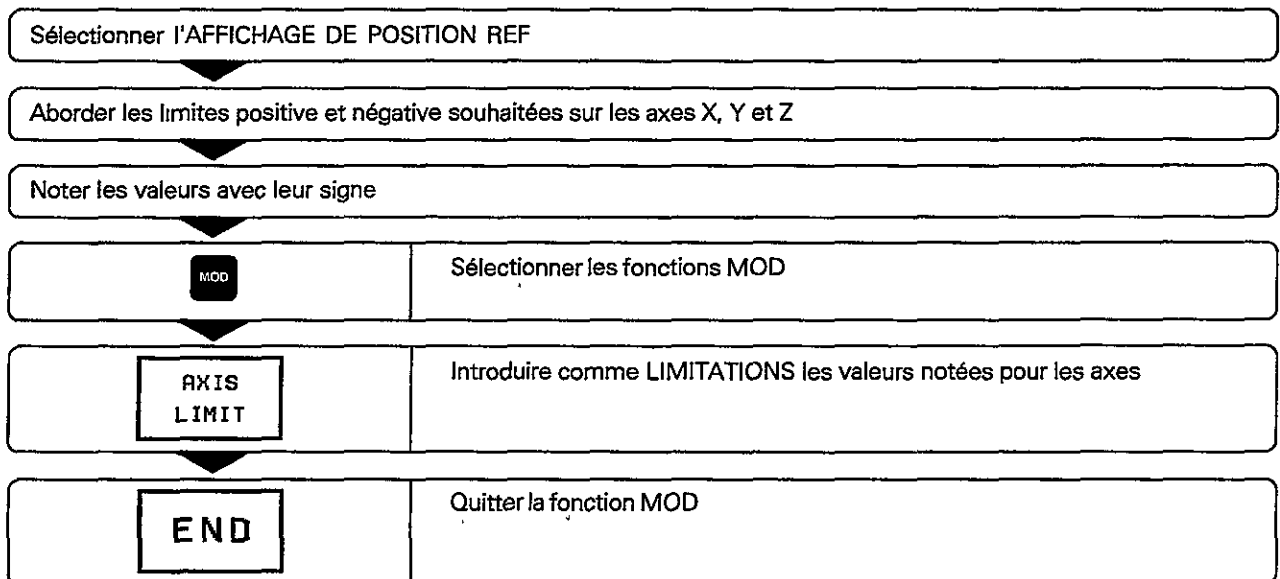 Sélectionner l'AFFICHAGE DE POSITION REF
Aborder les limites positive et négative souhaitées sur les axes X, Y et Z
Noter les valeurs avec leur signe
MOD
Sélectionner les fonctions MOD
AXIS
LIMIT
Introduire comme LIMITATIONS les valeurs notées pour les axes
END
Quitter la fonction MOD